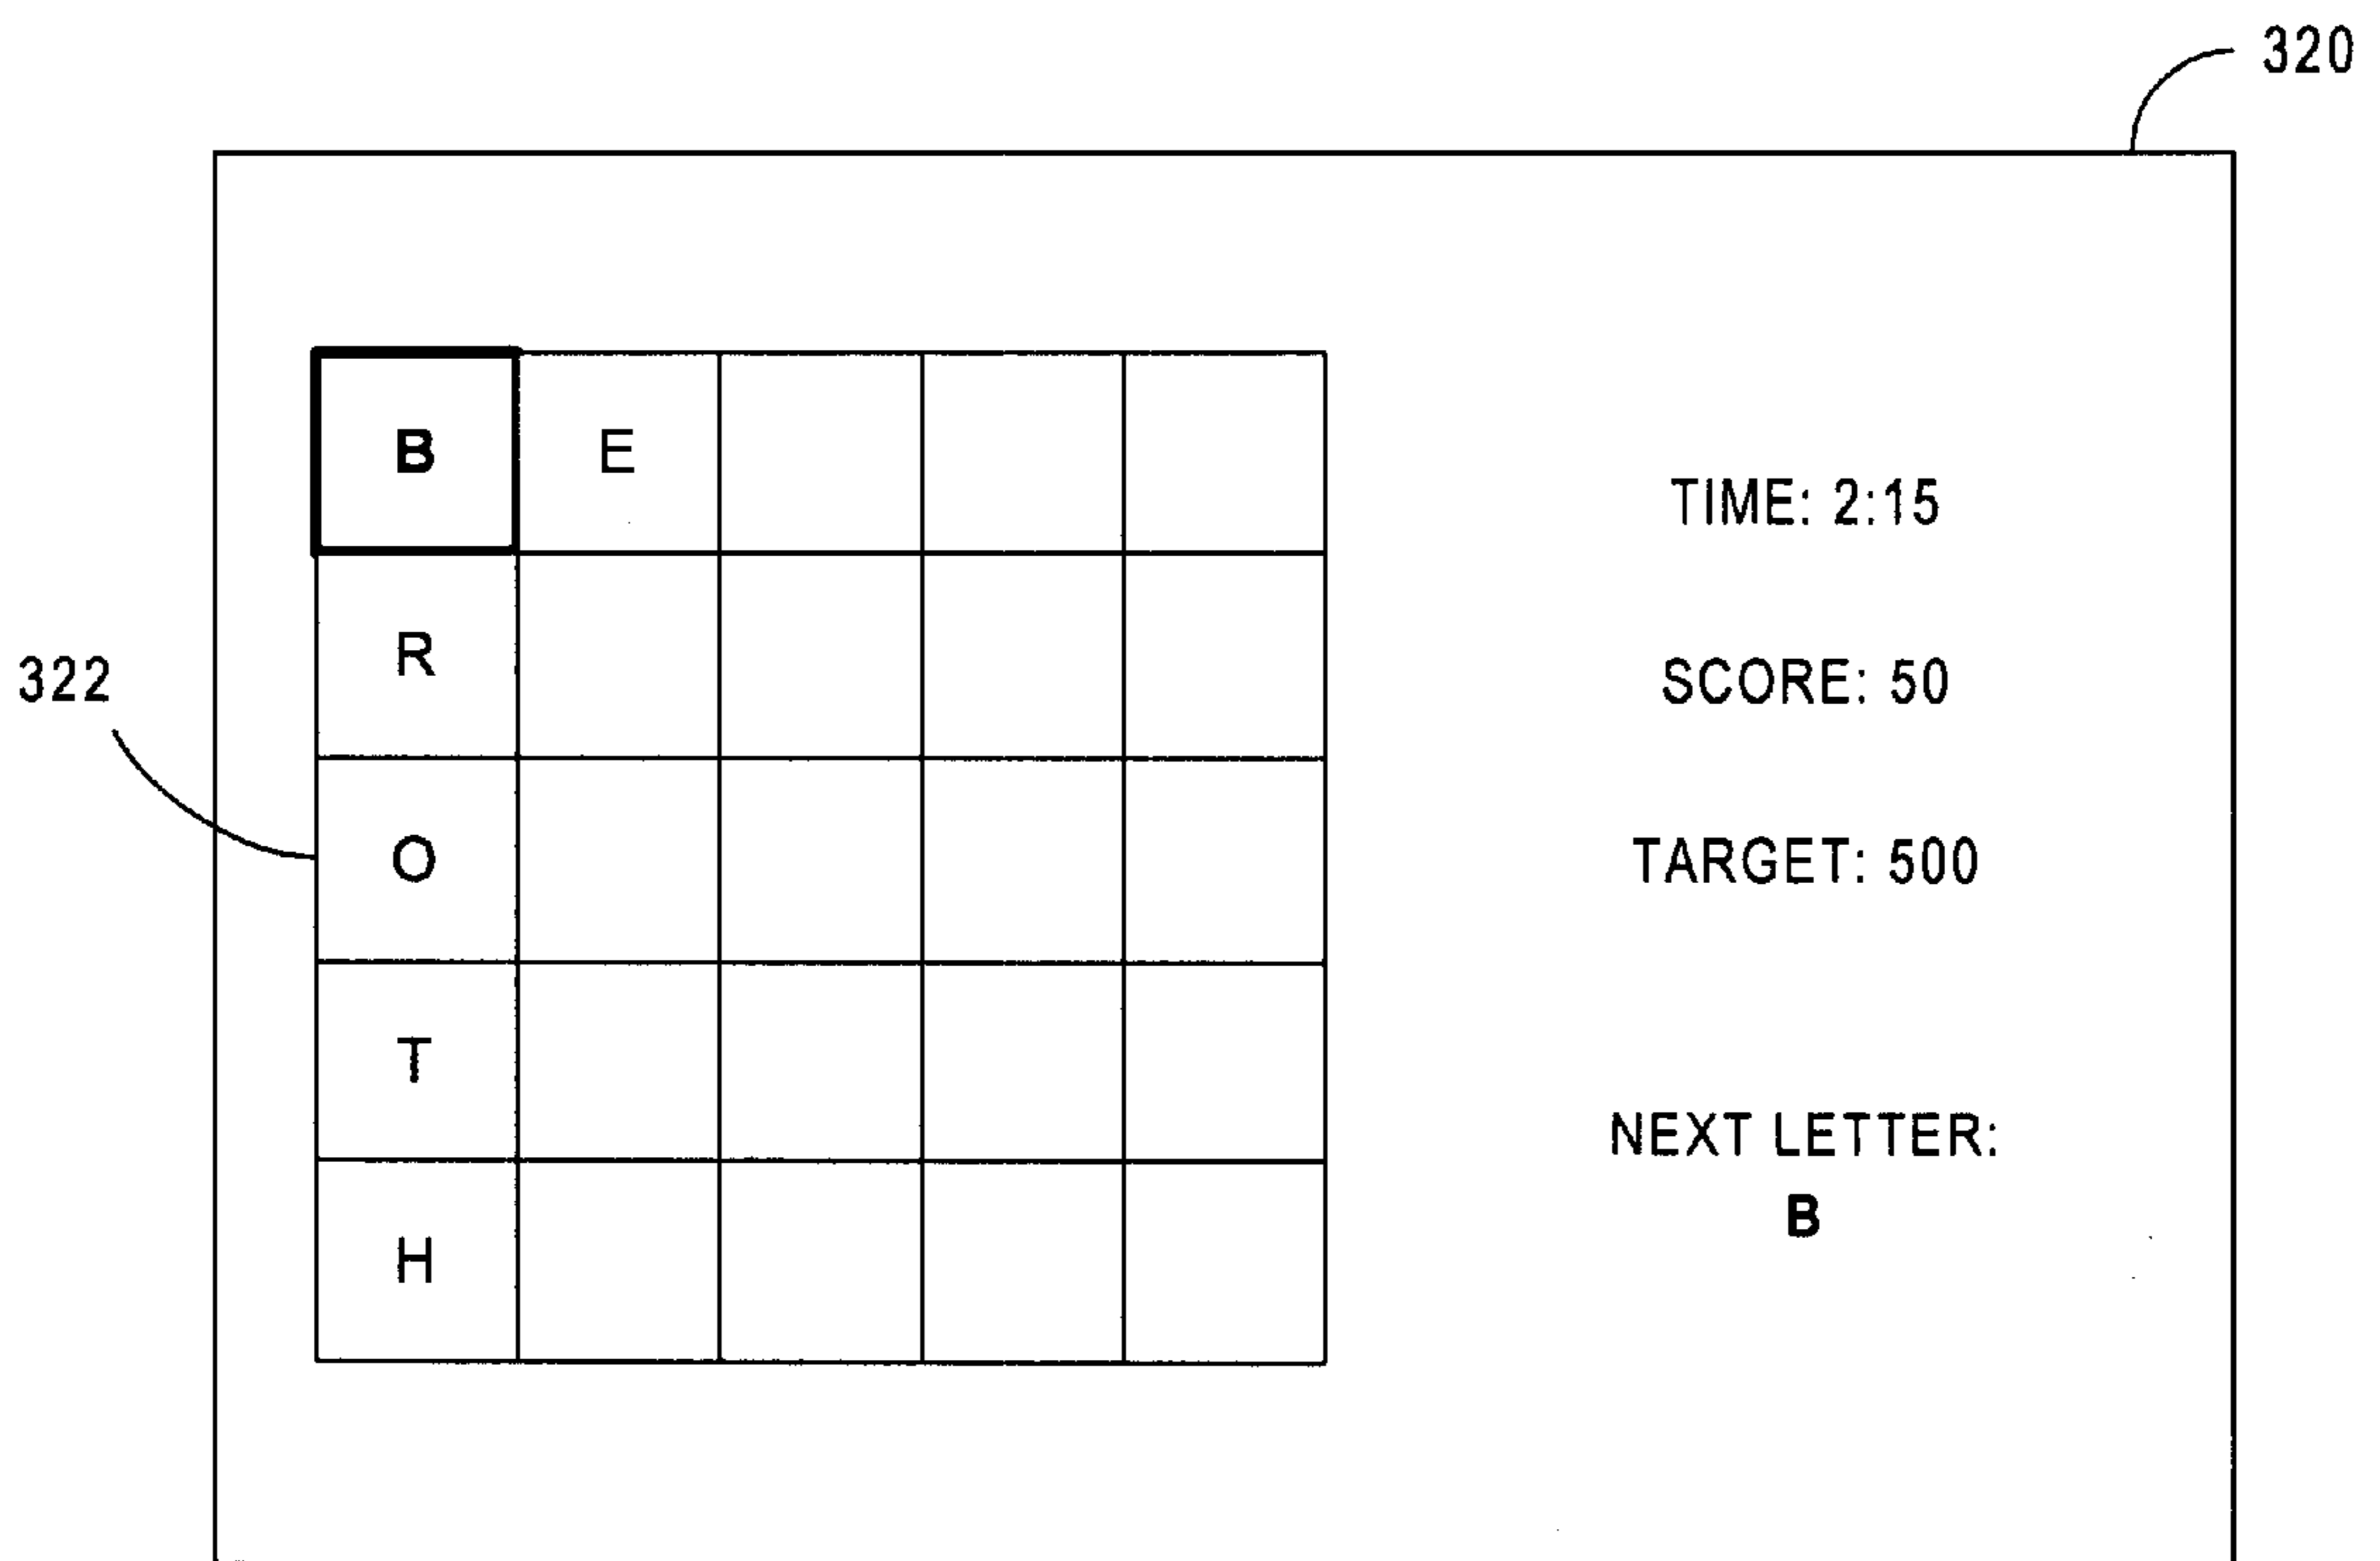 320
B E
TIME: 2:15
R
322
SCORE: 50
O
TARGET: 500
T
NEXT LETTER:
B
H